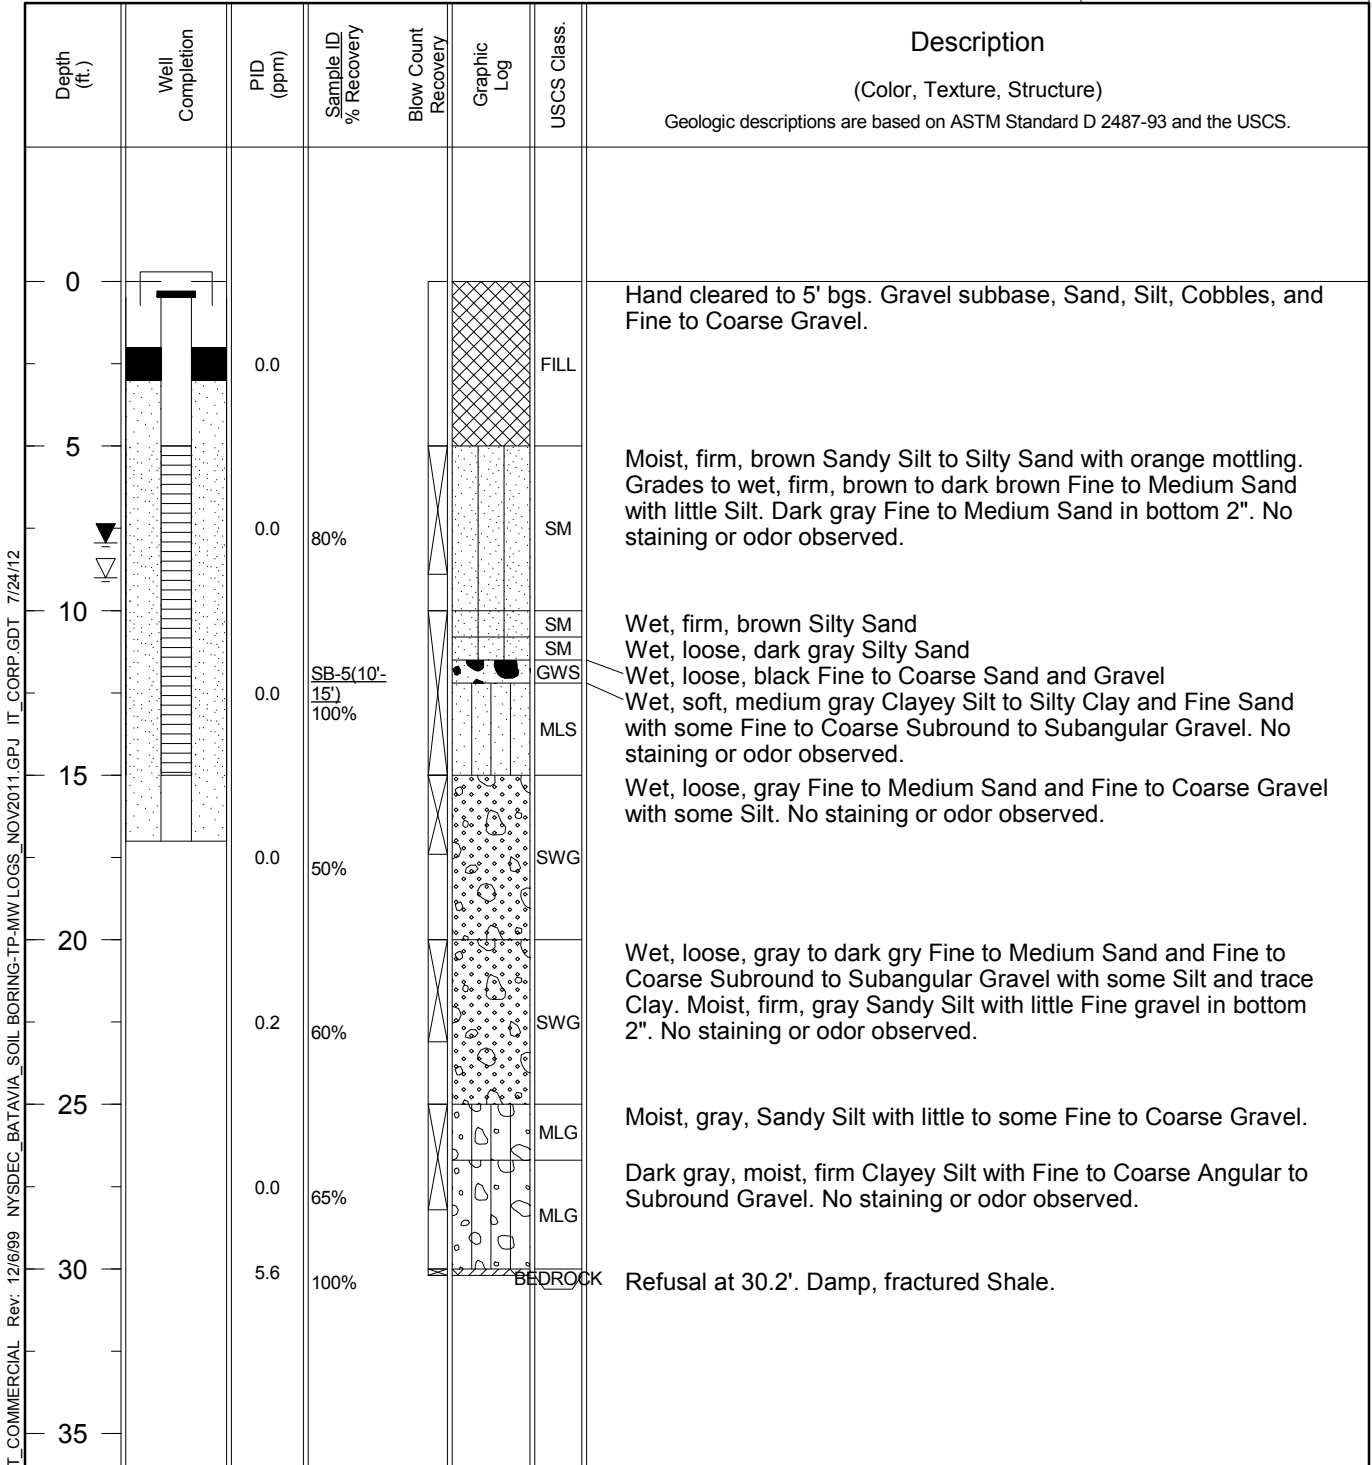 Depth
(ft.)
Well
Completion
PID
(ppm)
Sample ID
% Recovery
Blow Count
Recovery
Graphic
Log
USCS Class.
Description
(Color, Texture, Structure)
Geologic descriptions are based on ASTM Standard D 2487-93 and the USCS.
0
Hand cleared to 5' bgs. Gravel subbase, Sand, Silt, Cobbles, and
Fine to Coarse Gravel.
0.0
FILL
5
Moist, firm, brown Sandy Silt to Silty Sand with orange mottling.
Grades to wet, firm, brown to dark brown Fine to Medium Sand
with little Silt. Dark gray Fine to Medium Sand in bottom 2". No
staining or odor observed.
0.0
80%
SM
10
SM
Wet, firm, brown Silty Sand
SM
Wet, loose, dark gray Silty Sand
GWS
Wet, loose, black Fine to Coarse Sand and Gravel
0.0
SB-5(10'-
15')
100%
MLS
Wet, soft, medium gray Clayey Silt to Silty Clay and Fine Sand
with some Fine to Coarse Subround to Subangular Gravel. No
staining or odor observed.
15
Wet, loose, gray Fine to Medium Sand and Fine to Coarse Gravel
with some Silt. No staining or odor observed.
0.0
50%
SWG
20
Wet, loose, gray to dark gry Fine to Medium Sand and Fine to
Coarse Subround to Subangular Gravel with some Silt and trace
Clay. Moist, firm, gray Sandy Silt with little Fine gravel in bottom
2". No staining or odor observed.
0.2
60%
SWG
25
MLG
Moist, gray, Sandy Silt with little to some Fine to Coarse Gravel.
0.0
65%
MLG
Dark gray, moist, firm Clayey Silt with Fine to Coarse Angular to
Subround Gravel. No staining or odor observed.
30
5.6
100%
BEDROCK
Refusal at 30.2'. Damp, fractured Shale.
35
T_COMMERCIAL Rev: 12/6/99 NYSDEC_BATAVIA_SOIL BORING-TP-MW LOGS_NOV2011.GPJ IT_CORP.GDT 7/24/12